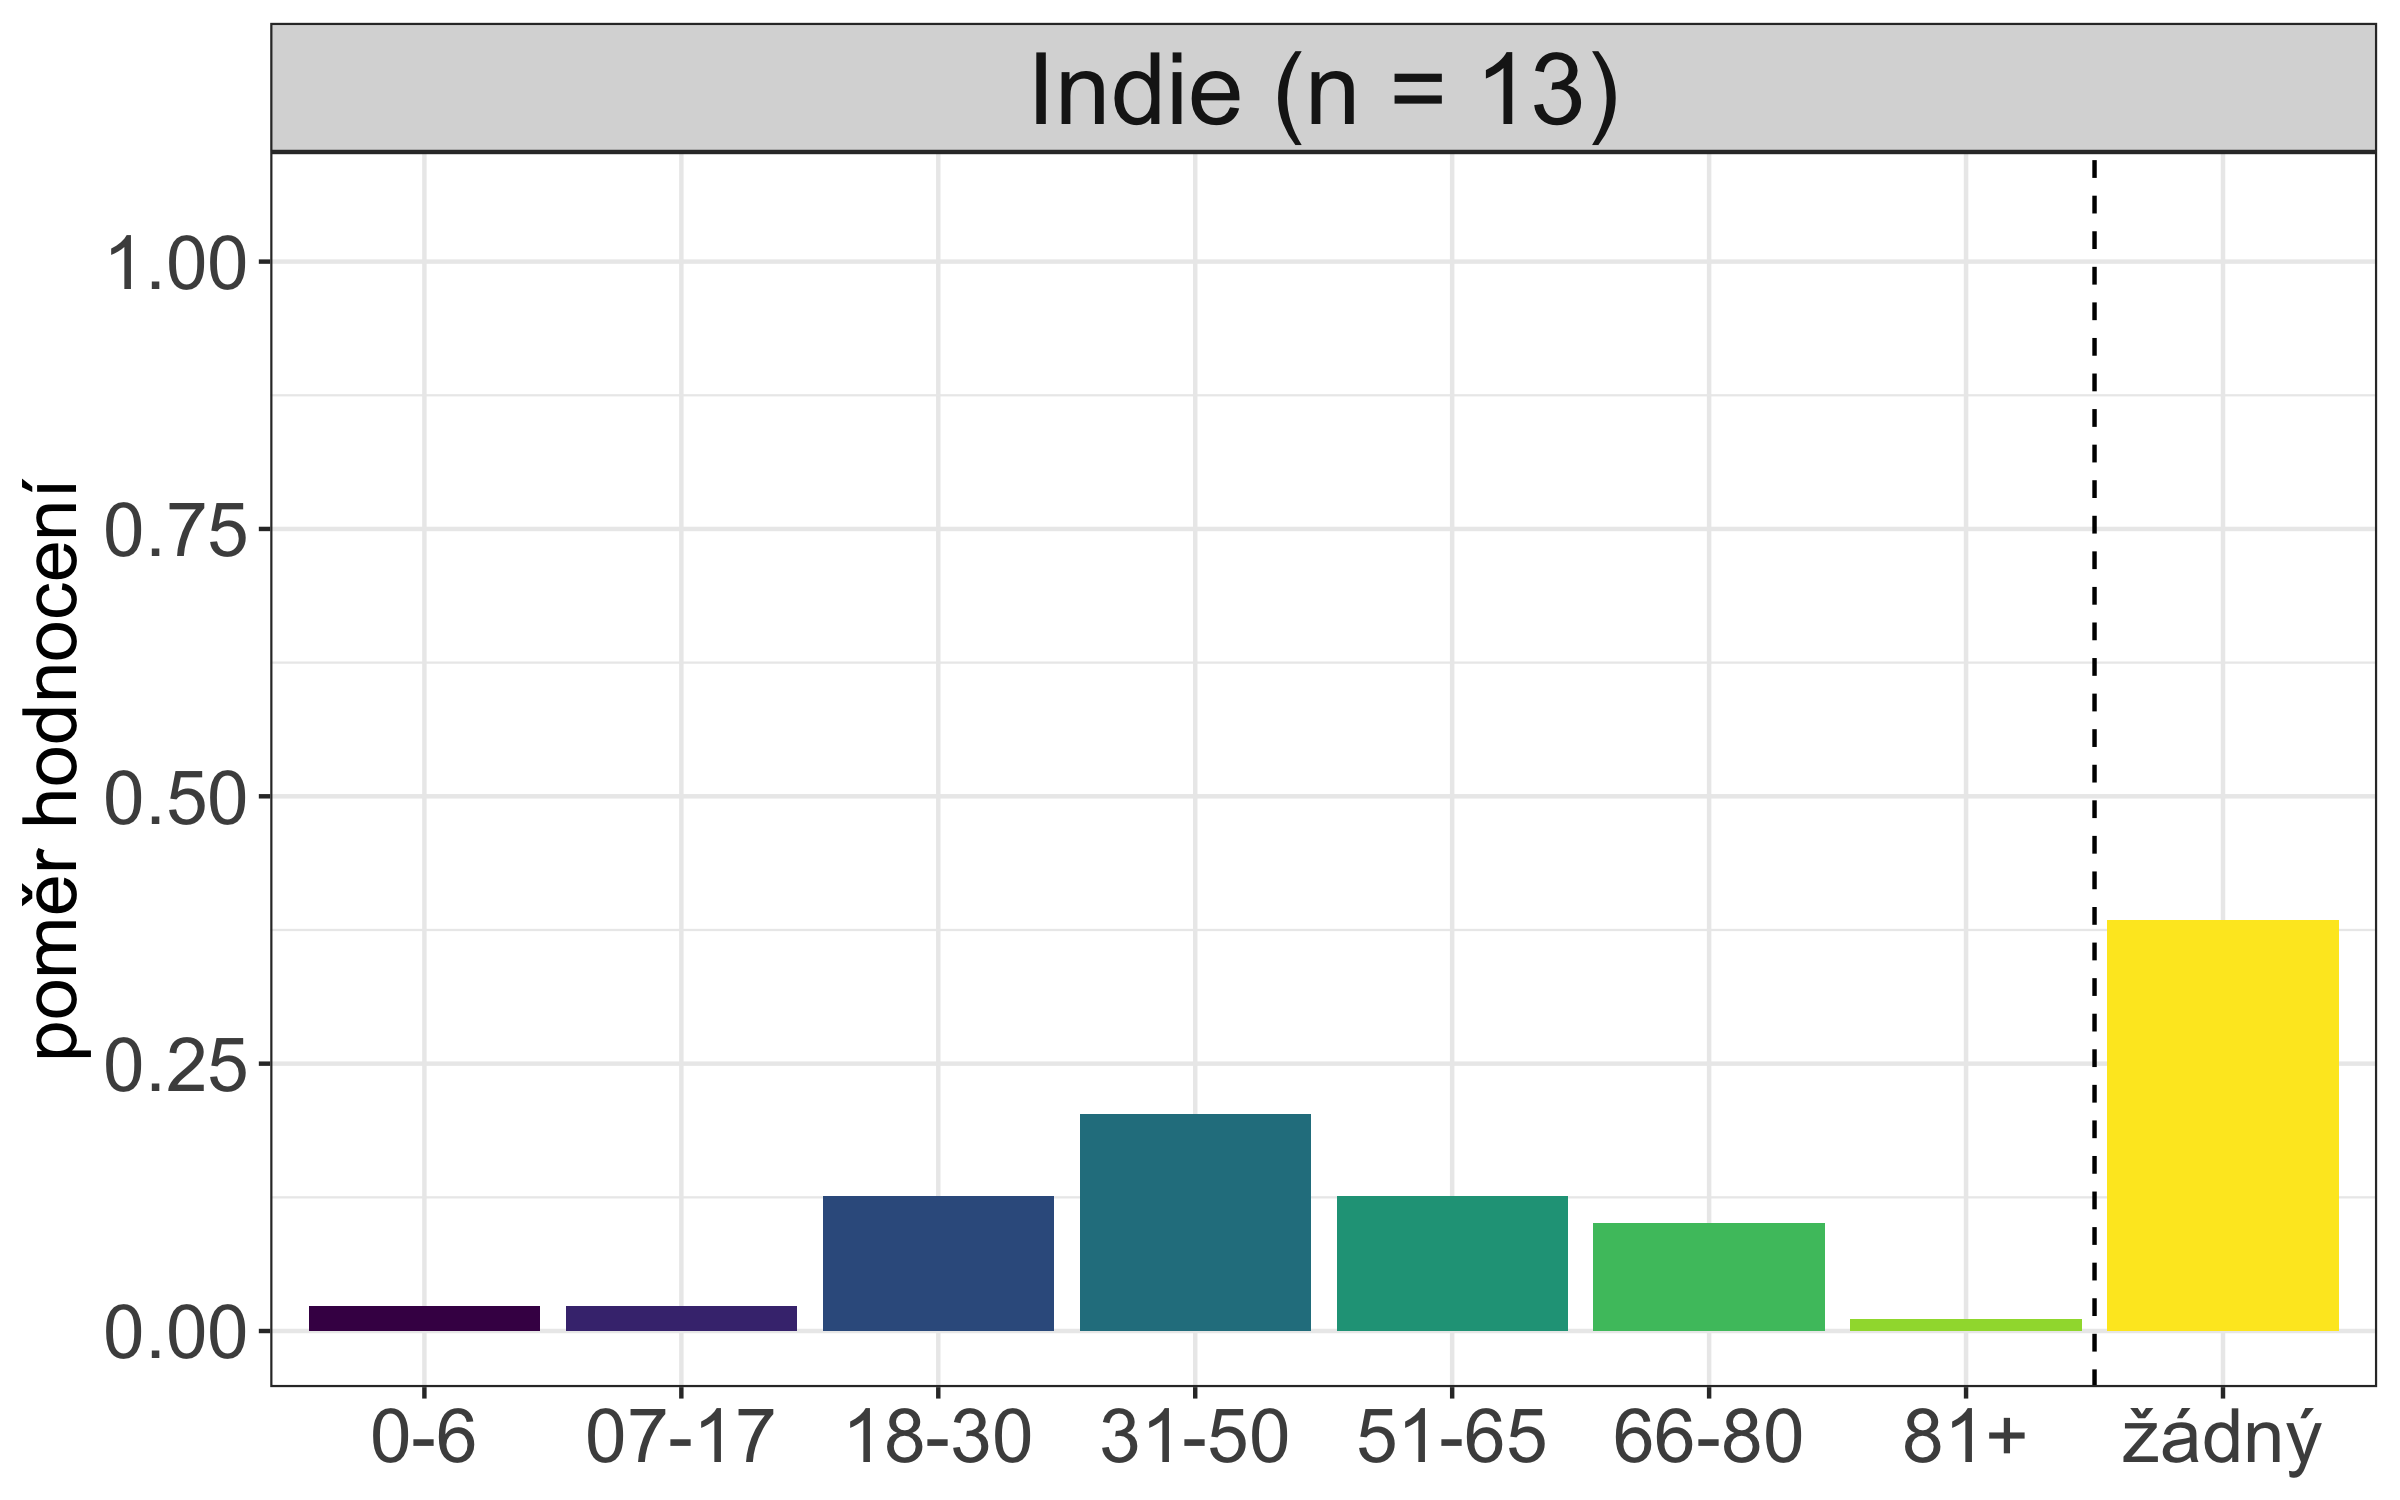 Indie (n = 13)
poměr hodnocení
1.00
0.75
0.50
0.25
0.00
0-6 07-17 18-30 31-50 51-65 66-80 81+ žádný